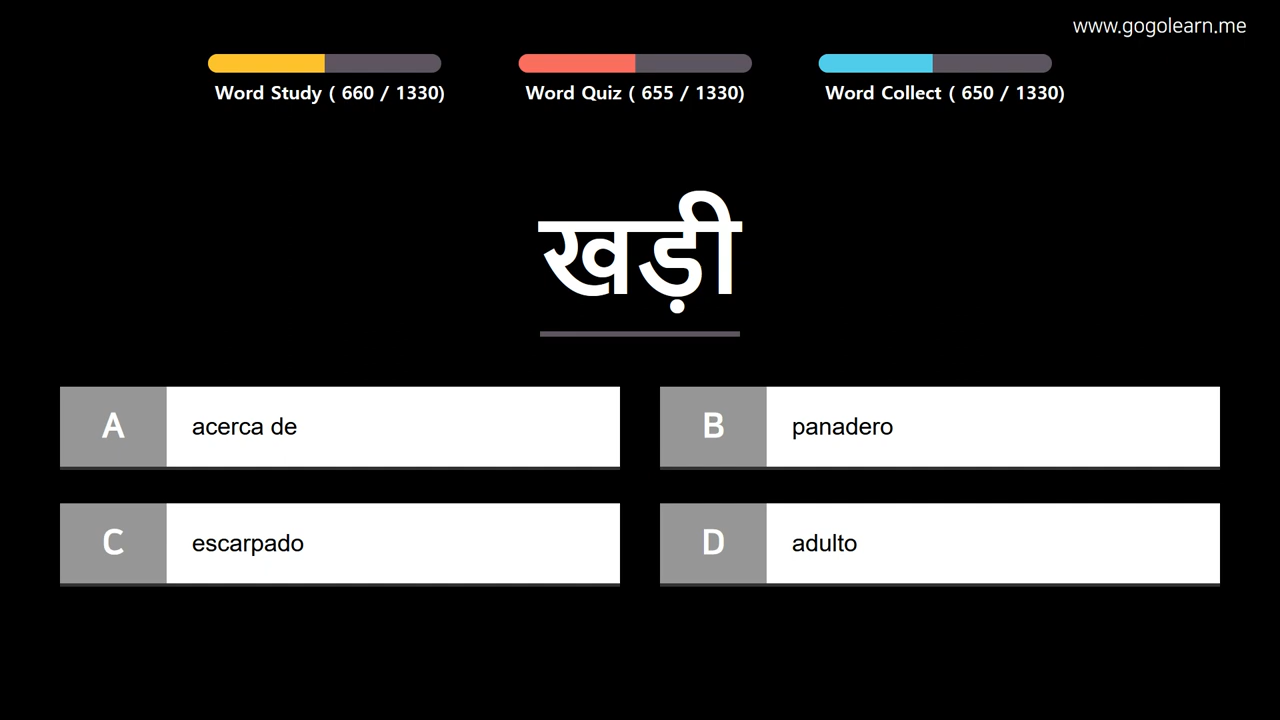 www.gogolearn.me
Word Study ( 660 / 1330)
Word Quiz ( 655 / 1330)
Word Collect ( 650 / 1330)
खड़ी
A acerca de
B panadero
C escarpado
D adulto